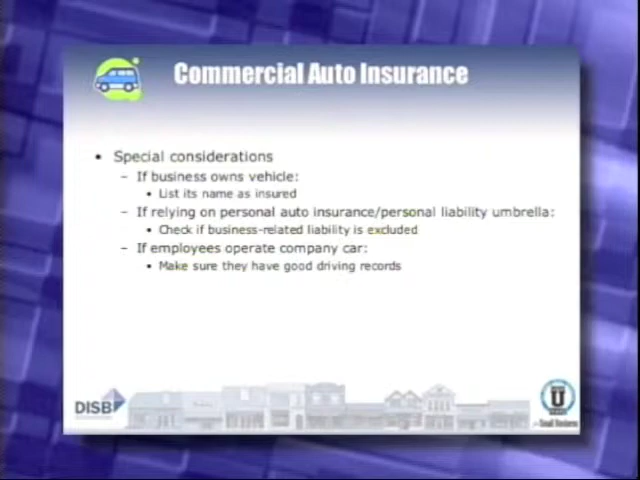 Commercial Auto Insurance
• Special considerations
– If business owns vehicle:
• List its name as insured
– If relying on personal auto insurance/personal liability umbrella:
• Check if business-related liability is excluded
– If employees operate company car:
• Make sure they have good driving records
DISB
U
Small Business